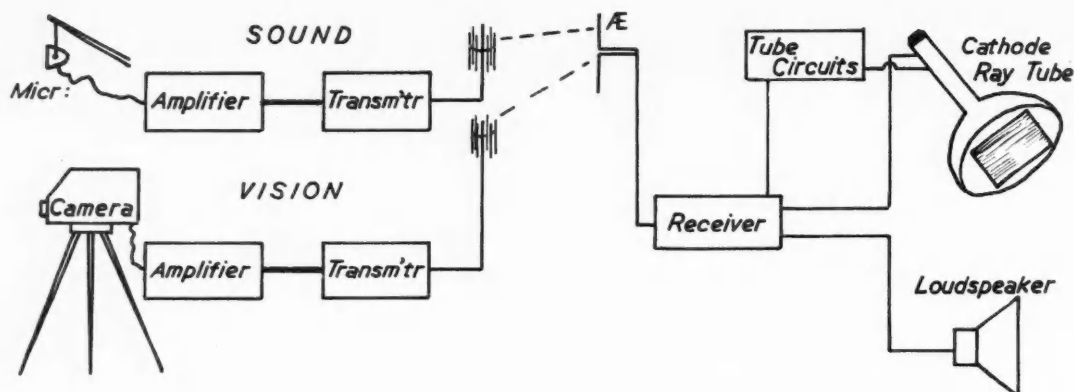 SOUND
Micr:
Amplifier
Transm'tr
VISION
Camera
Amplifier
Transm'tr
Æ
Tube
Circuits
Cathode
Ray Tube
Receiver
Loudspeaker